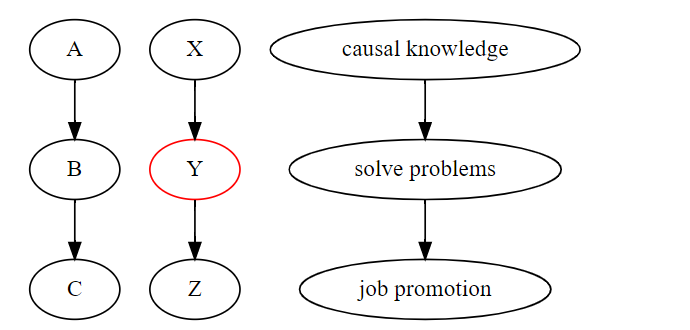 A
X
causal knowledge
B
Y
solve problems
C
Z
job promotion